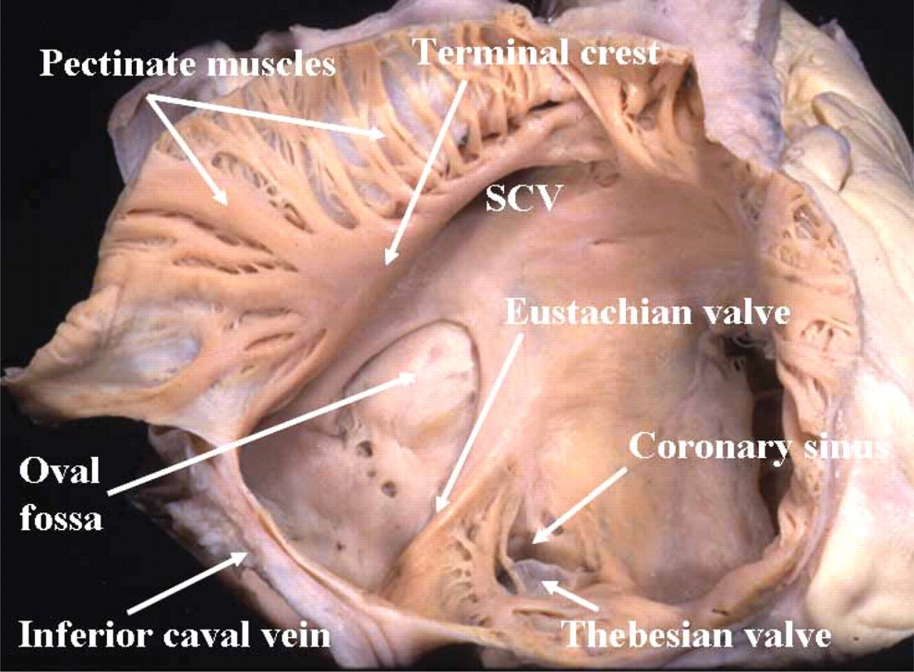 Pectinate muscles
Terminal crest
SCV
Eustachian valve
Coronary sinus
Oval
fossa
Inferior caval vein
Thebesian valve